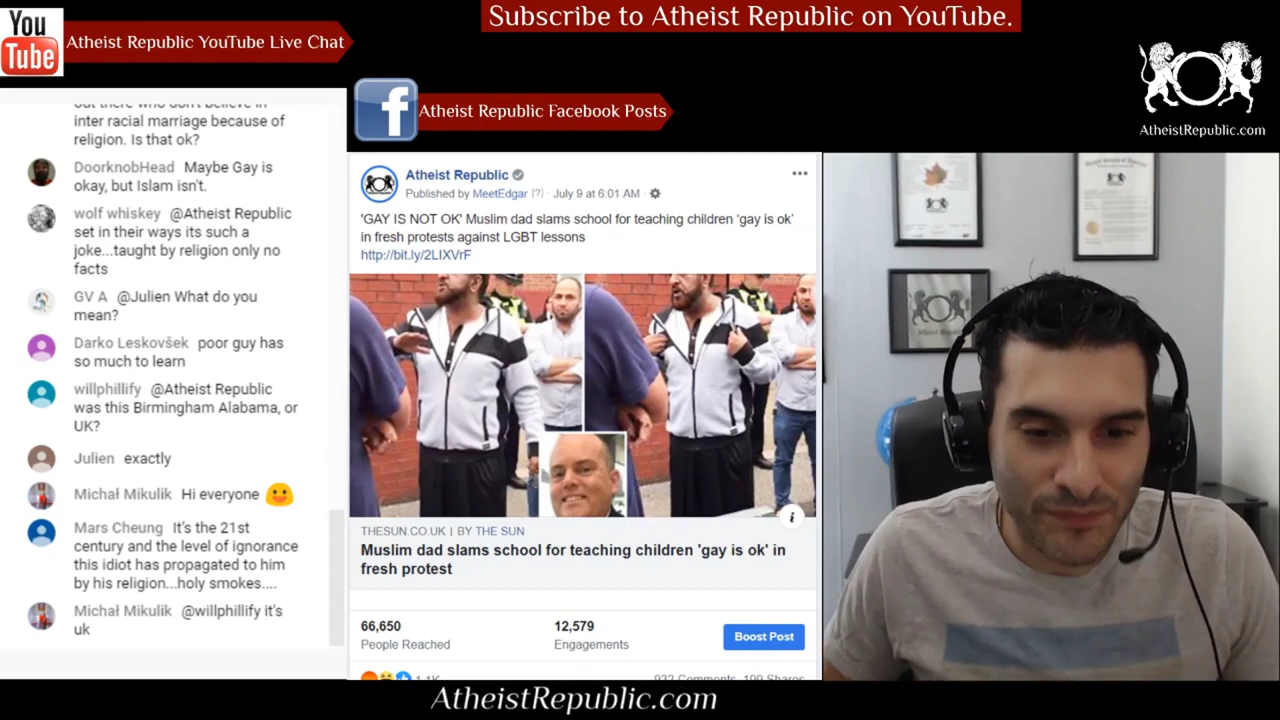 Subscribe to Atheist Republic on YouTube.
You
Tube
Atheist Republic YouTube Live Chat
AtheistRepublic.com
f
Atheist Republic Facebook Posts
inter racial marriage because of
religion. Is that ok?
DoorknobHead Maybe Gay is
okay, but Islam isn't.
wolf whiskey @Atheist Republic
set in their ways its such a
joke...taught by religion only no
facts
GV A @Julien What do you
mean?
Darko Leskovšek poor guy has
so much to learn
willphillify @Atheist Republic
was this Birmingham Alabama, or
UK?
Julien exactly
Michał Mikulik Hi everyone 😃
Mars Cheung It's the 21st
century and the level of ignorance
this idiot has propagated to him
by his religion...holy smokes....
Michał Mikulik @willphillify it's
uk
Atheist Republic
Published by MeetEdgar [?] · July 9 at 6:01 AM ·
'GAY IS NOT OK' Muslim dad slams school for teaching children ‘gay is ok’
in fresh protests against LGBT lessons
http://bit.ly/2LIXVrF
THESUN.CO.UK | BY THE SUN
i
Muslim dad slams school for teaching children 'gay is ok' in
fresh protest
66,650
People Reached
12,579
Engagements
Boost Post
AtheistRepublic.com